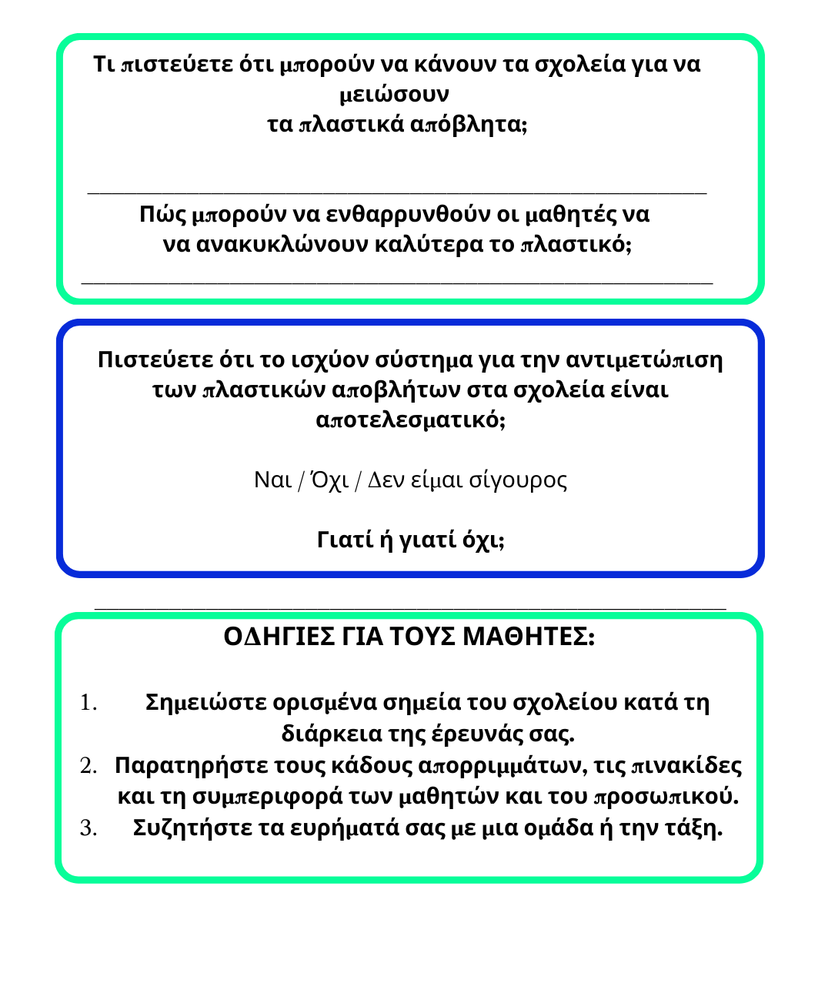 Τι πιστεύετε ότι μπορούν να κάνουν τα σχολεία για να
μειώσουν
τα πλαστικά απόβλητα;
___________________________________________________
Πώς μπορούν να ενθαρρυνθούν οι μαθητές να
να ανακυκλώνουν καλύτερα το πλαστικό;
____________________________________________________
Πιστεύετε ότι το ισχύον σύστημα για την αντιμετώπιση
των πλαστικών αποβλήτων στα σχολεία είναι
αποτελεσματικό;
Ναι / Όχι / Δεν είμαι σίγουρος
Γιατί ή γιατί όχι;
____________________________________________________
ΟΔΗΓΙΕΣ ΓΙΑ ΤΟΥΣ ΜΑΘΗΤΕΣ:
1. Σημειώστε ορισμένα σημεία του σχολείου κατά τη
διάρκεια της έρευνάς σας.
2. Παρατηρήστε τους κάδους απορριμμάτων, τις πινακίδες
και τη συμπεριφορά των μαθητών και του προσωπικού.
3. Συζητήστε τα ευρήματά σας με μια ομάδα ή την τάξη.